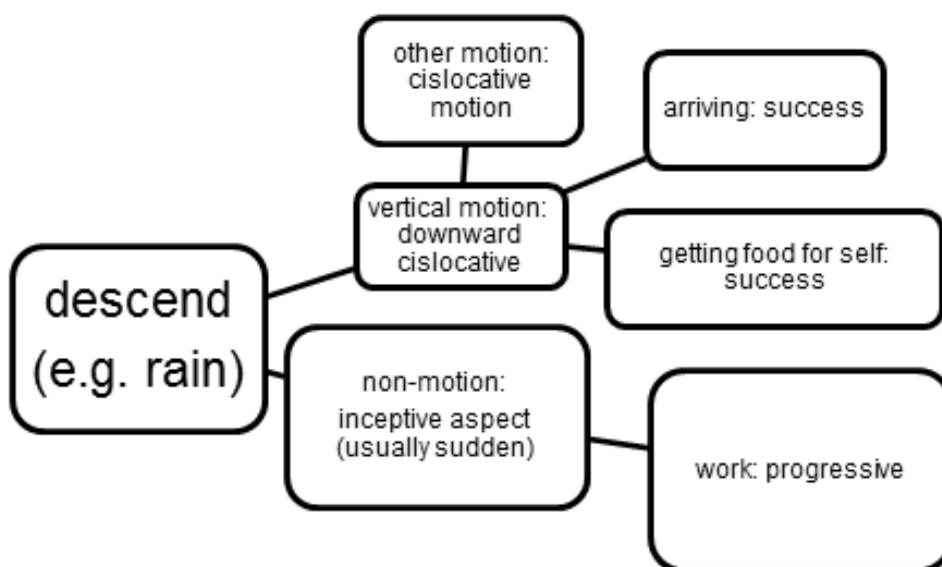 other motion:
cislocative
motion
arriving: success
vertical motion:
downward
cislocative
getting food for self:
success
descend
(e.g. rain)
non-motion:
inceptive aspect
(usually sudden)
work: progressive